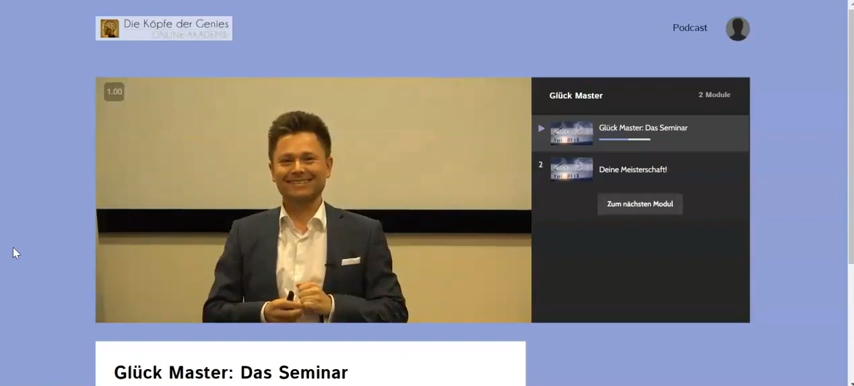 Die Köpfe der Genies
ONLINE-AKADEMIE
Podcast
1.00
Glück Master
2 Module
Glück Master: Das Seminar
2
Deine Meisterschaft!
Zum nächsten Modul
Glück Master: Das Seminar